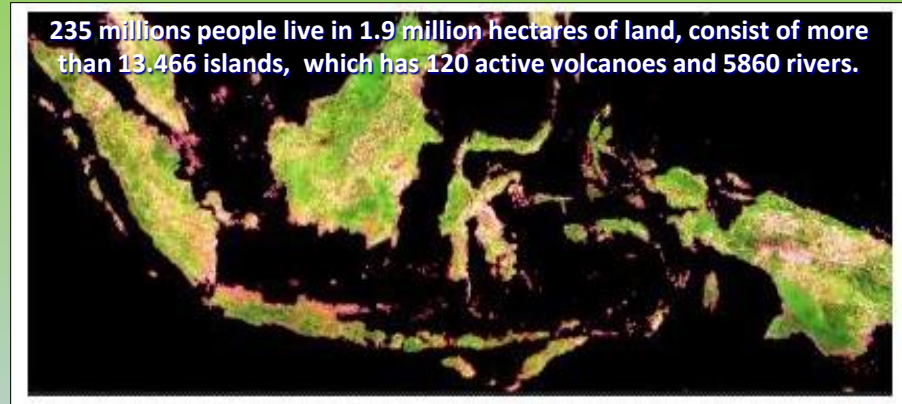 235 millions people live in 1.9 million hectares of land, consist of more
than 13.466 islands, which has 120 active volcanoes and 5860 rivers.